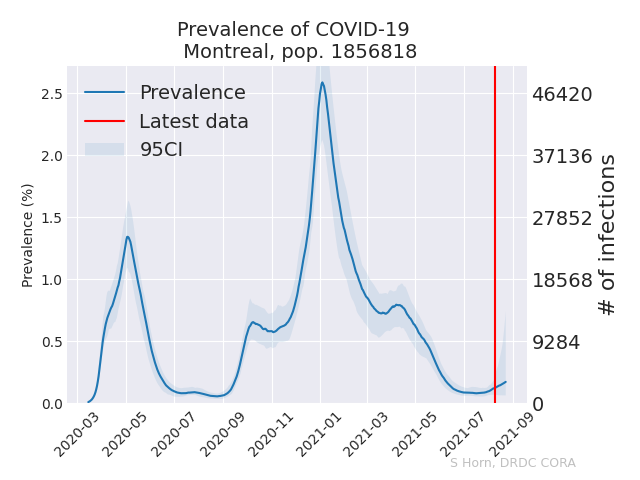 Prevalence of COVID-19
Montreal, pop. 1856818
Prevalence
Latest data
95CI
Prevalence (%)
2.5
2.0
1.5
1.0
0.5
0.0
46420
37136
27852
18568
9284
0
# of infections
2020-03
2020-05
2020-07
2020-09
2020-11
2021-01
2021-03
2021-05
2021-07
2021-09
S Horn, DRDC CORA